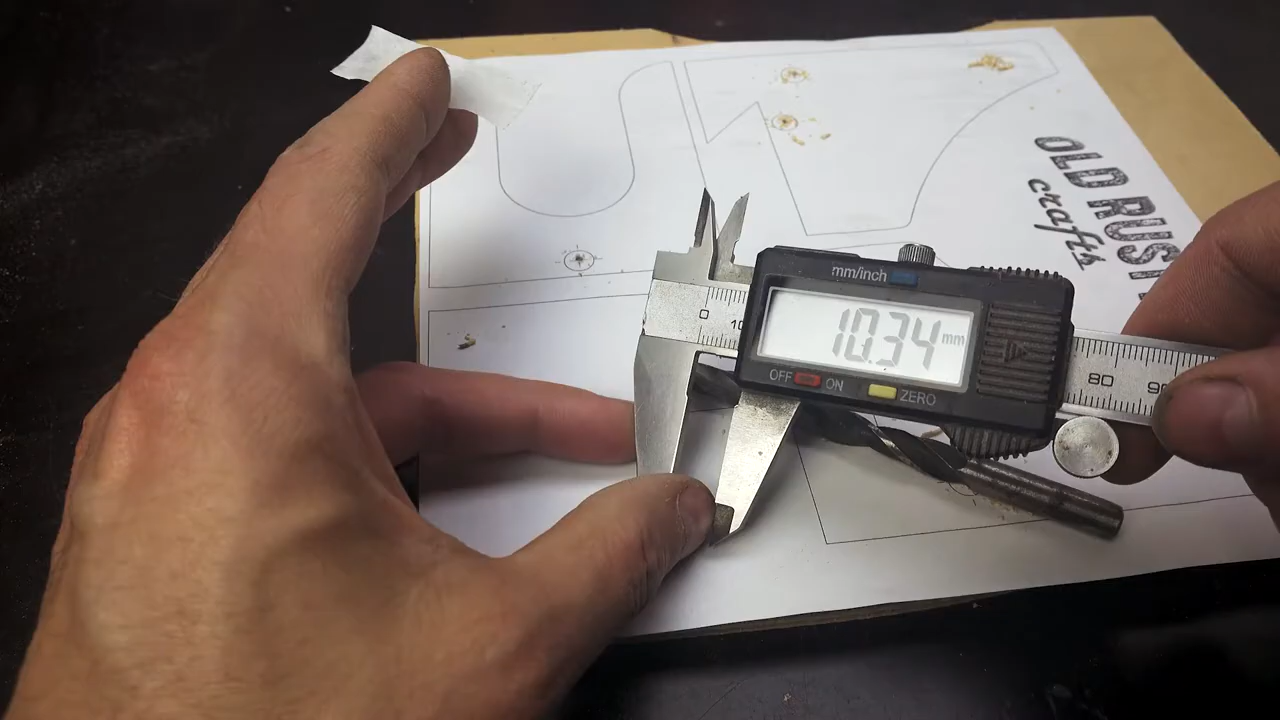 OLD RUST
crafts
mm/inch
0 10
10.34 mm
OFF ON ZERO
80 90